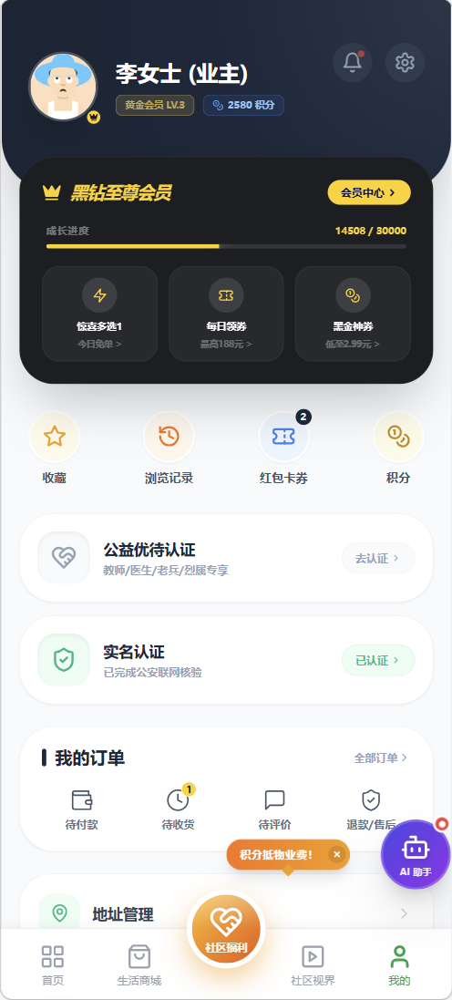 李女士 (业主)
黄金会员 LV.3
2580 积分
黑钻至尊会员
会员中心 >
成长进度
14508 / 30000
惊喜多选1
今日免单 >
每日领券
最高188元 >
黑金神券
低至2.99元 >
2
收藏
浏览记录
红包卡券
积分
公益优待认证
教师/医生/老兵/烈属专享
去认证 >
实名认证
已完成公安联网核验
已认证 >
我的订单
全部订单 >
1
待付款
待收货
待评价
退款/售后
积分抵物业费!
AI 助手
地址管理
社区福利
首页
生活商城
社区视界
我的